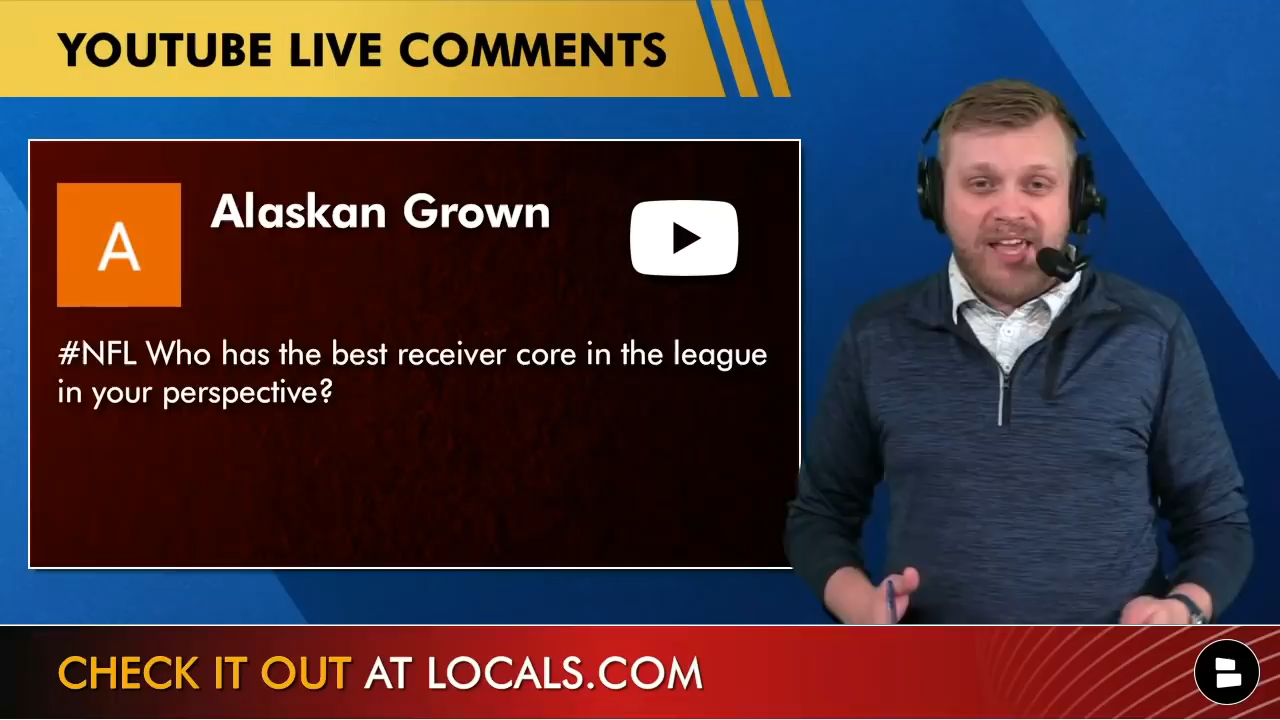 YOUTUBE LIVE COMMENTS
A
Alaskan Grown
#NFL Who has the best receiver core in the league
in your perspective?
CHECK IT OUT AT LOCALS.COM